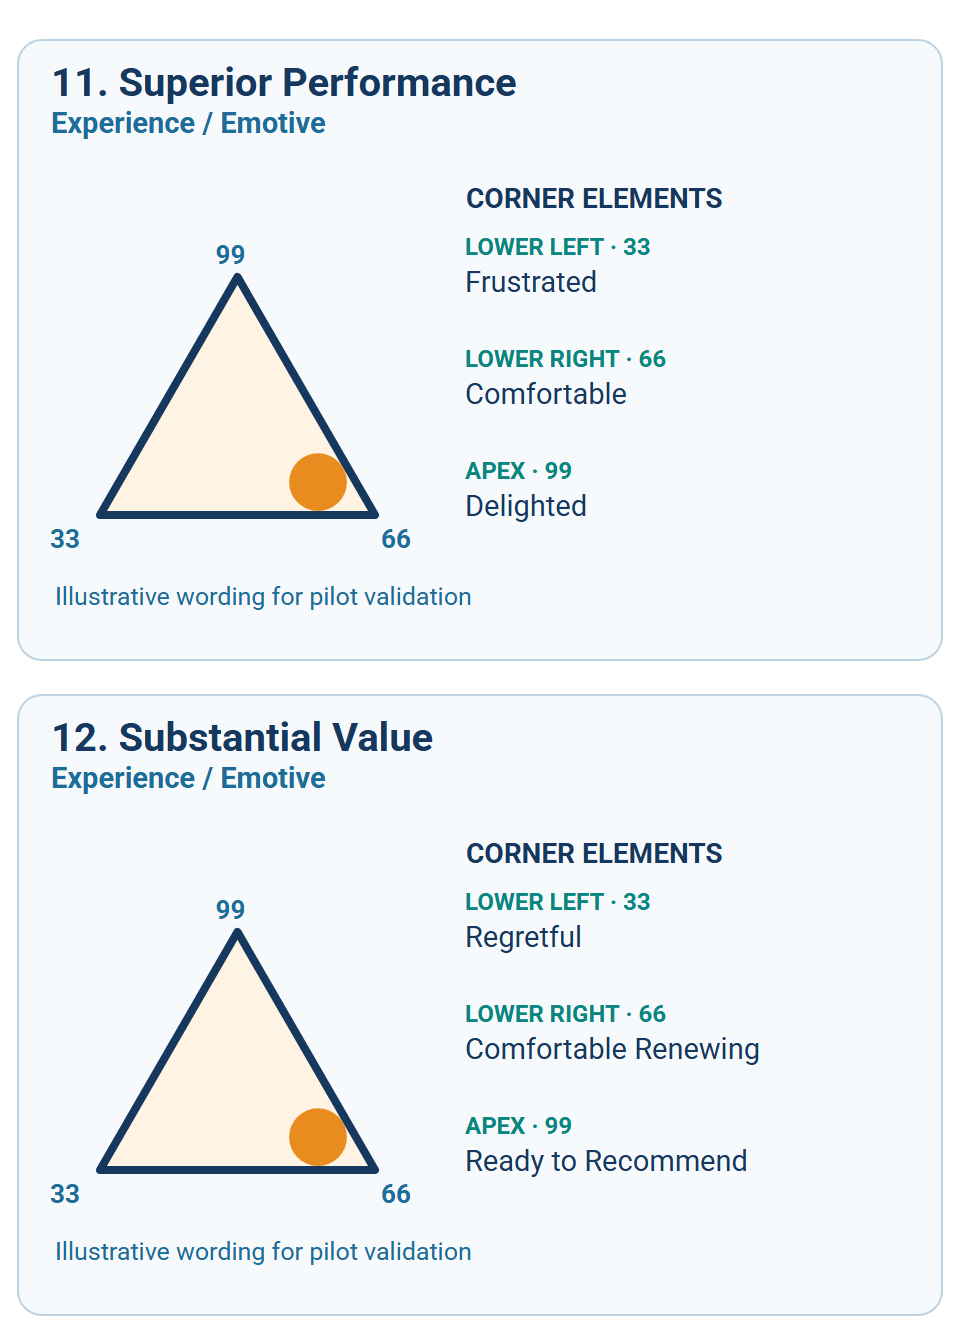 11. Superior Performance
Experience / Emotive
CORNER ELEMENTS
LOWER LEFT · 33
Frustrated
LOWER RIGHT · 66
Comfortable
APEX · 99
Delighted
99
33
66
Illustrative wording for pilot validation
12. Substantial Value
Experience / Emotive
CORNER ELEMENTS
LOWER LEFT · 33
Regretful
LOWER RIGHT · 66
Comfortable Renewing
APEX · 99
Ready to Recommend
99
33
66
Illustrative wording for pilot validation